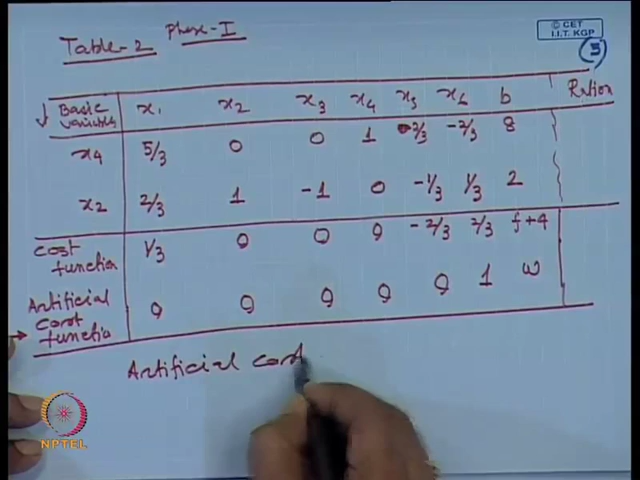 Table-2 Phase-I
© CET
I.I.T. KGP
5
↓ Basic variables x₁ x₂ x₃ x₄ x₅ x₆ b Ration
x4 5/3 0 0 1 2/3 -2/3 8
x2 2/3 1 -1 0 -1/3 1/3 2
Cost function 1/3 0 0 0 -2/3 2/3 f+4
Artificial cost functio 0 0 0 0 0 1 w
Artificial cost
NPTEL